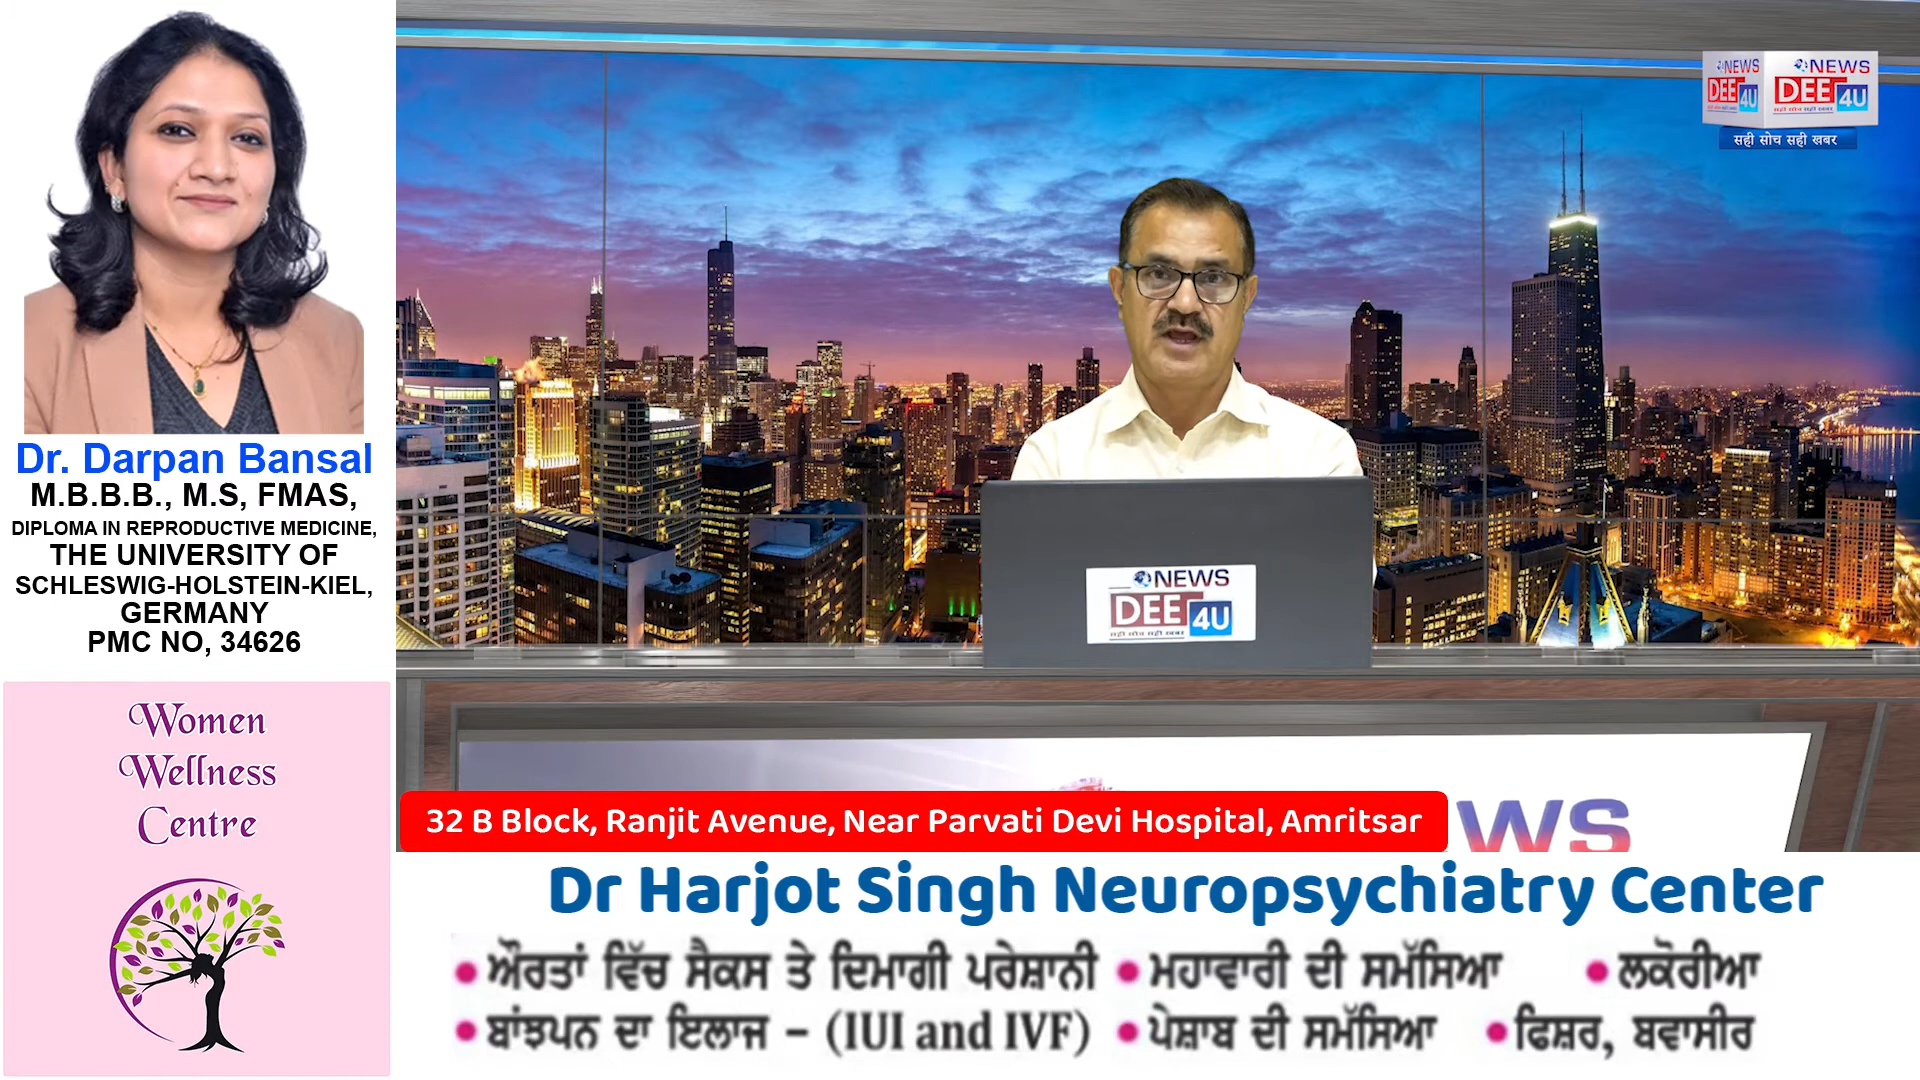 Dr. Darpan Bansal
M.B.B.B., M.S, FMAS,
DIPLOMA IN REPRODUCTIVE MEDICINE,
THE UNIVERSITY OF
SCHLESWIG-HOLSTEIN-KIEL,
GERMANY
PMC NO, 34626
Women
Wellness
Centre
NEWS
DEE 4U
NEWS
DEE 4U
सही सोच सही खबर
NEWS
DEE 4U
सही सोच सही खबर
WS
32 B Block, Ranjit Avenue, Near Parvati Devi Hospital, Amritsar
Dr Harjot Singh Neuropsychiatry Center
• ਔਰਤਾਂ ਵਿੱਚ ਸੈਕਸ ਤੇ ਦਿਮਾਗੀ ਪਰੇਸ਼ਾਨੀ • ਮਹਾਵਾਰੀ ਦੀ ਸਮੱਸਿਆ • ਲਕੋਰੀਆ
• ਬਾਂਝਪਨ ਦਾ ਇਲਾਜ – (IUI and IVF) • ਪੇਸ਼ਾਬ ਦੀ ਸਮੱਸਿਆ • ਫਿਸ਼ਰ, ਬਵਾਸੀਰ